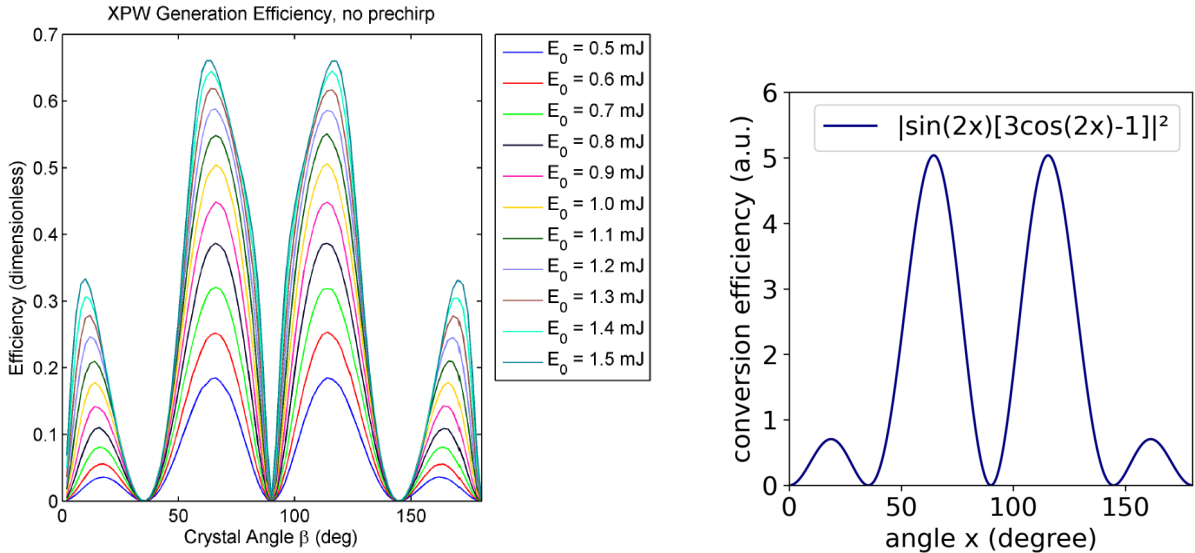 XPW Generation Efficiency, no prechirp
Efficiency (dimensionless)
0.7
0.6
0.5
0.4
0.3
0.2
0.1
0
0 50 100 150
Crystal Angle β (deg)
E₀ = 0.5 mJ
E₀ = 0.6 mJ
E₀ = 0.7 mJ
E₀ = 0.8 mJ
E₀ = 0.9 mJ
E₀ = 1.0 mJ
E₀ = 1.1 mJ
E₀ = 1.2 mJ
E₀ = 1.3 mJ
E₀ = 1.4 mJ
E₀ = 1.5 mJ
conversion efficiency (a.u.)
6
5
4
3
2
1
0
|sin(2x)[3cos(2x)-1]|²
0 50 100 150
angle x (degree)